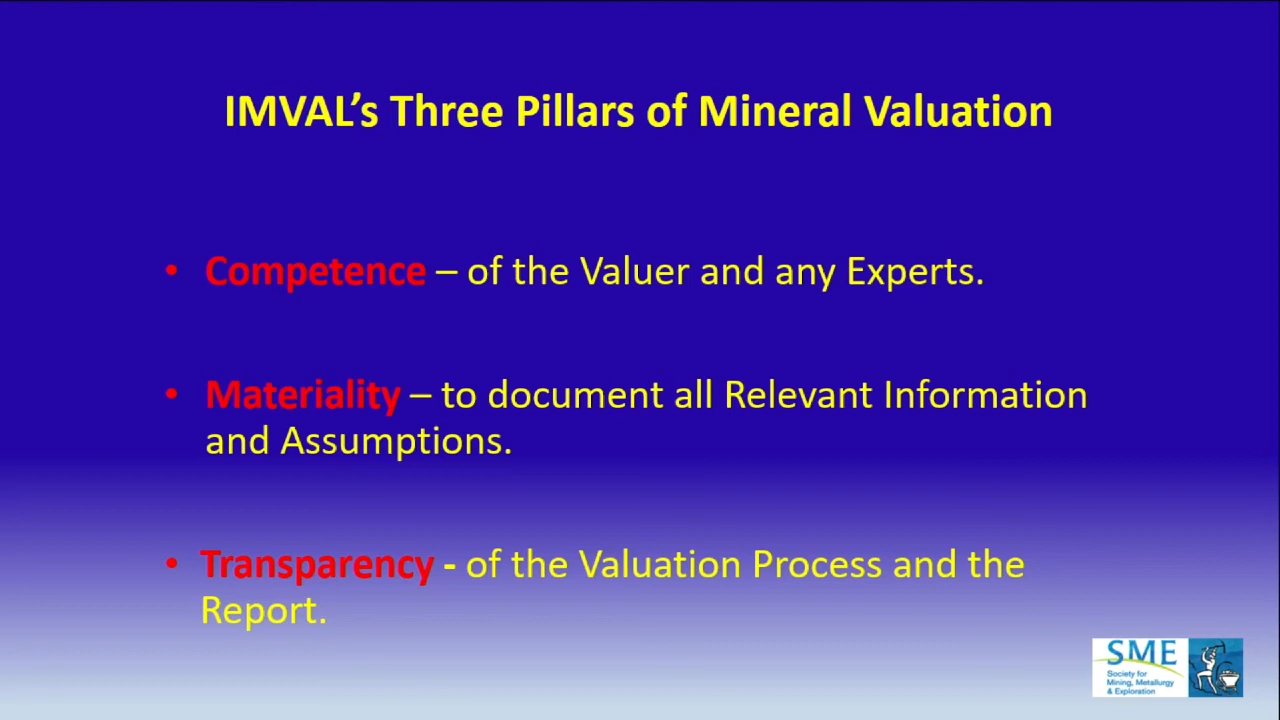 IMVAL’s Three Pillars of Mineral Valuation
• Competence – of the Valuer and any Experts.
• Materiality – to document all Relevant Information
and Assumptions.
• Transparency - of the Valuation Process and the
Report.
SME
Society for
Mining, Metallurgy
& Exploration